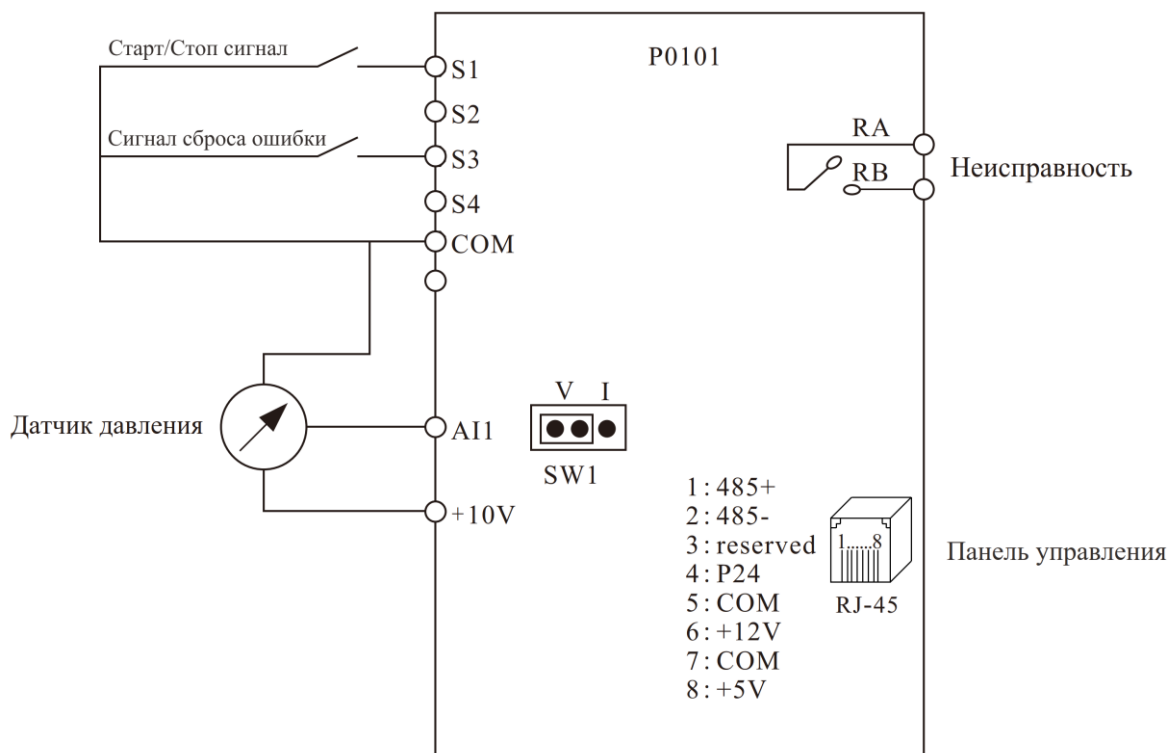 Старт/Стоп сигнал
P0101
S1
S2
Сигнал сброса ошибки
S3
S4
COM
RA
RB
Неисправность
Датчик давления
AI1
V I
SW1
+10V
1:485+
2:485-
3:reserved
4:P24
5:COM
6:+12V
7:COM
8:+5V
1......8
RJ-45
Панель управления